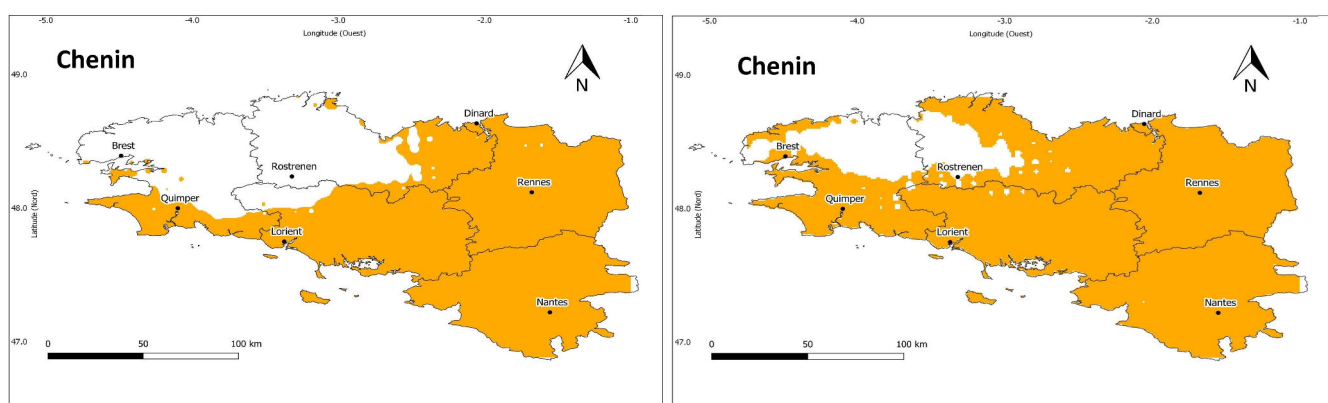 -5.0 -4.0 -3.0 -2.0 -1.0
Longitude (Ouest)
Chenin
N
49.0
Dinard
Brest
Rostrenen
Rennes
Latitude (Nord)
48.0
Quimper
Lorient
Nantes
47.0
0 50 100 km
-5.0 -4.0 -3.0 -2.0 -1.0
Longitude (Ouest)
Chenin
N
49.0
Dinard
Brest
Rostrenen
Rennes
Latitude (Nord)
48.0
Quimper
Lorient
Nantes
47.0
0 50 100 km